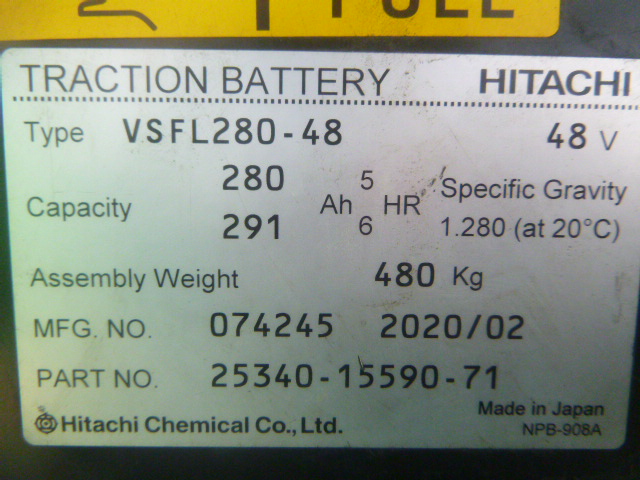 FULL
TRACTION BATTERY HITACHI
Type VSFL280-48 48 V
Capacity 280 Ah 5 HR Specific Gravity
291 6 1.280 (at 20°C)
Assembly Weight 480 Kg
MFG. NO. 074245 2020/02
PART NO. 25340-15590-71
Hitachi Chemical Co., Ltd. Made in Japan
NPB-908A